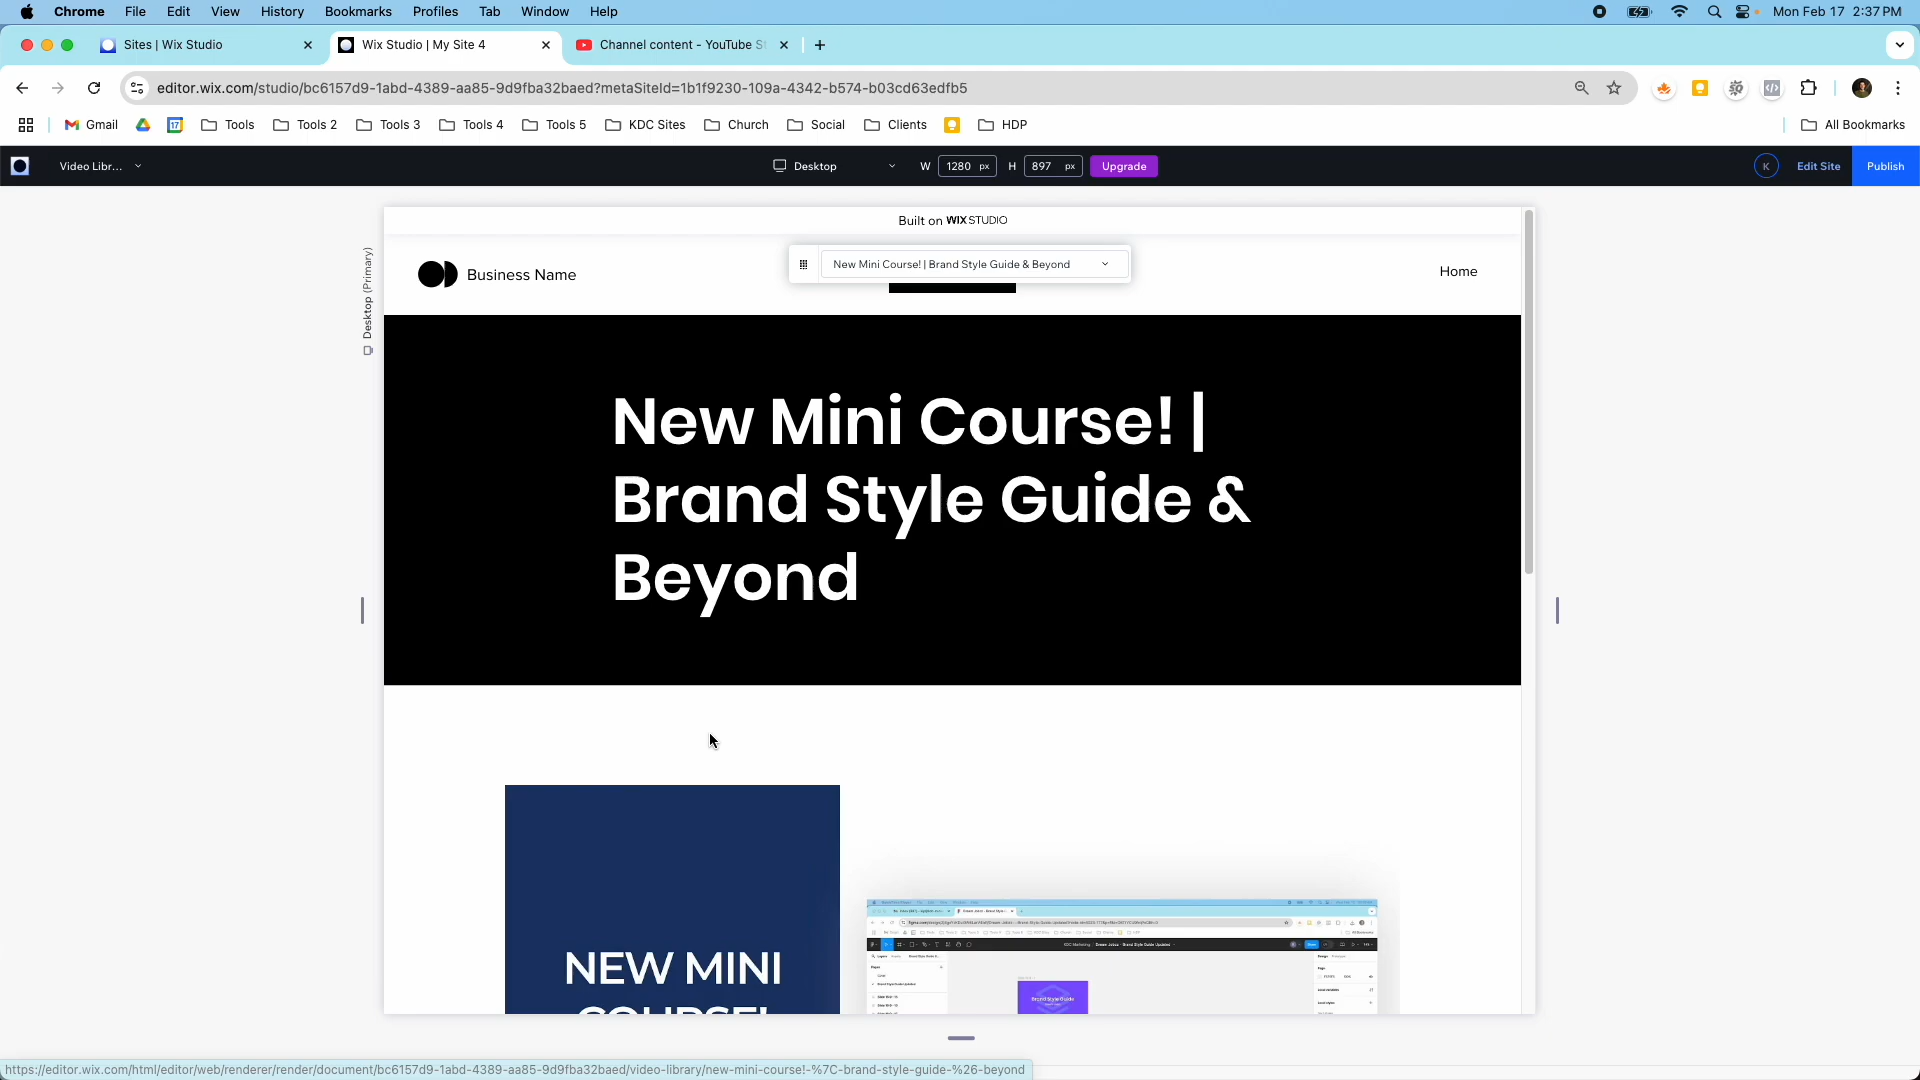 Chrome File Edit View History Bookmarks Profiles Tab Window Help Mon Feb 17 2:37 PM
Sites | Wix Studio Wix Studio | My Site 4 Channel content - YouTube S
editor.wix.com/studio/bc6157d9-1abd-4389-aa85-9d9fba32baed?metaSiteId=1b1f9230-109a-4342-b574-b03cd63edfb5
Gmail Tools Tools 2 Tools 3 Tools 4 Tools 5 KDC Sites Church Social Clients HDP All Bookmarks
Video Libr... Desktop W 1280 px H 897 px Upgrade K Edit Site Publish
Built on WIX STUDIO
Desktop (Primary)
Business Name
New Mini Course! | Brand Style Guide & Beyond
Home
New Mini Course! |
Brand Style Guide &
Beyond
NEW MINI
COURSE!
Brand Style Guide
https://editor.wix.com/html/editor/web/renderer/render/document/bc6157d9-1abd-4389-aa85-9d9fba32baed/video-library/new-mini-course!-%7C-brand-style-guide-%26-beyond